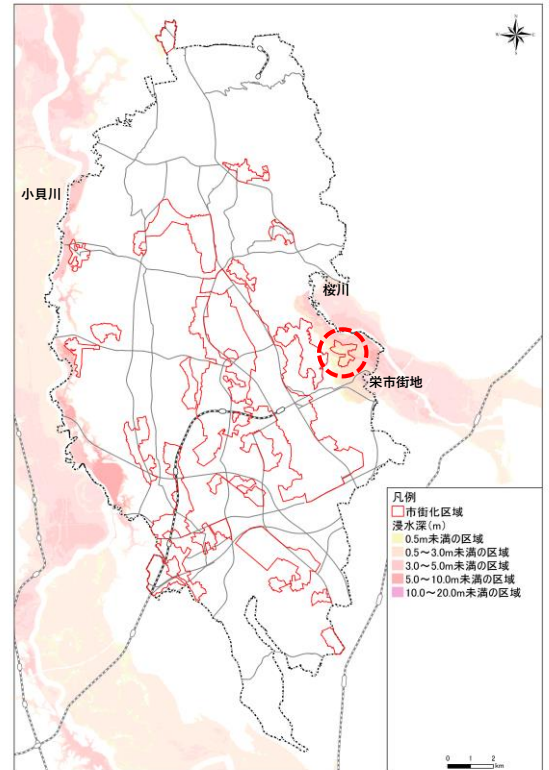 小貝川
桜川
栄市街地
凡例
市街化区域
浸水深(m)
0.5m未満の区域
0.5～3.0m未満の区域
3.0～5.0m未満の区域
5.0～10.0m未満の区域
10.0～20.0m未満の区域
0 1 2
km